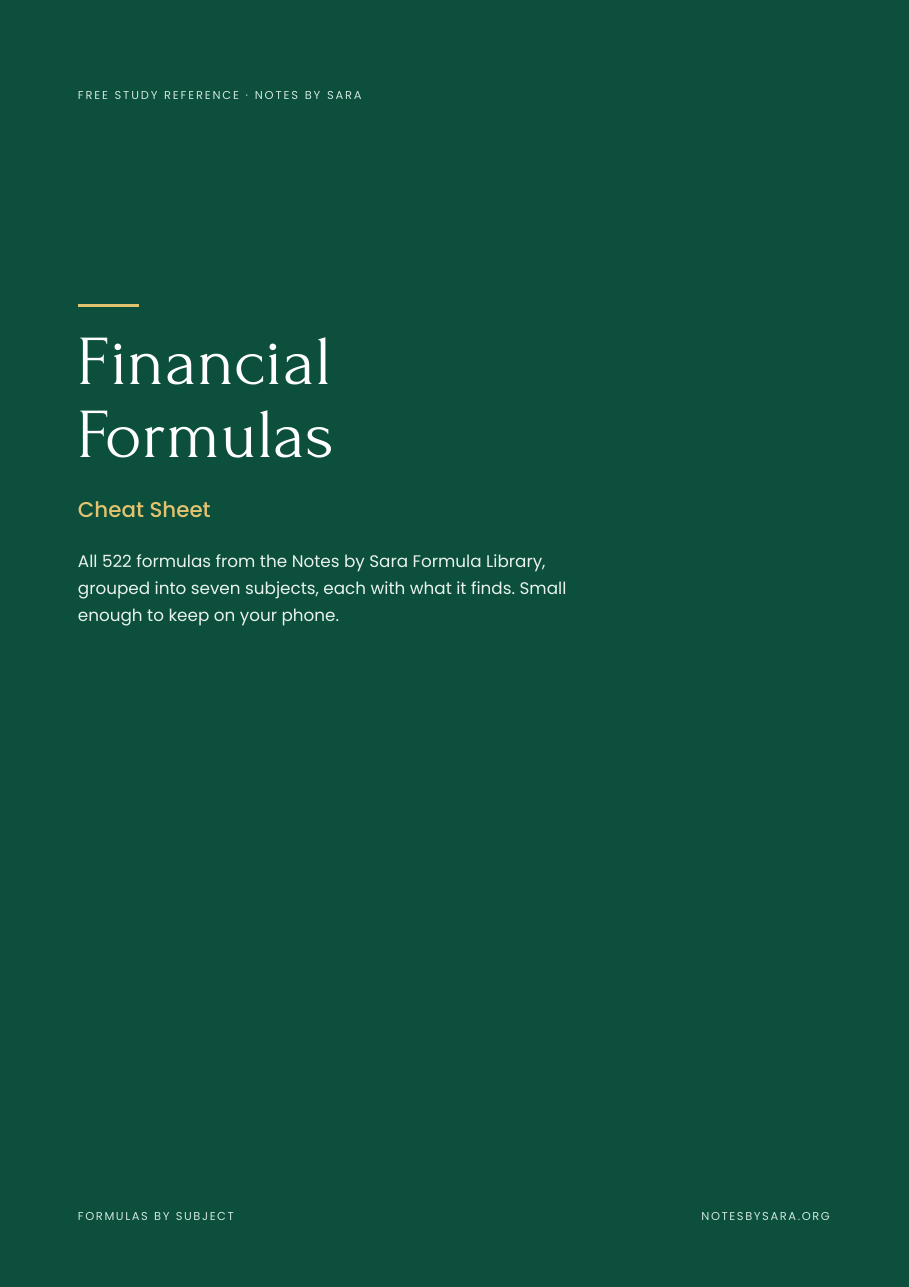 FREE STUDY REFERENCE · NOTES BY SARA
Financial
Formulas
Cheat Sheet
All 522 formulas from the Notes by Sara Formula Library,
grouped into seven subjects, each with what it finds. Small
enough to keep on your phone.
FORMULAS BY SUBJECT
NOTESBYSARA.ORG